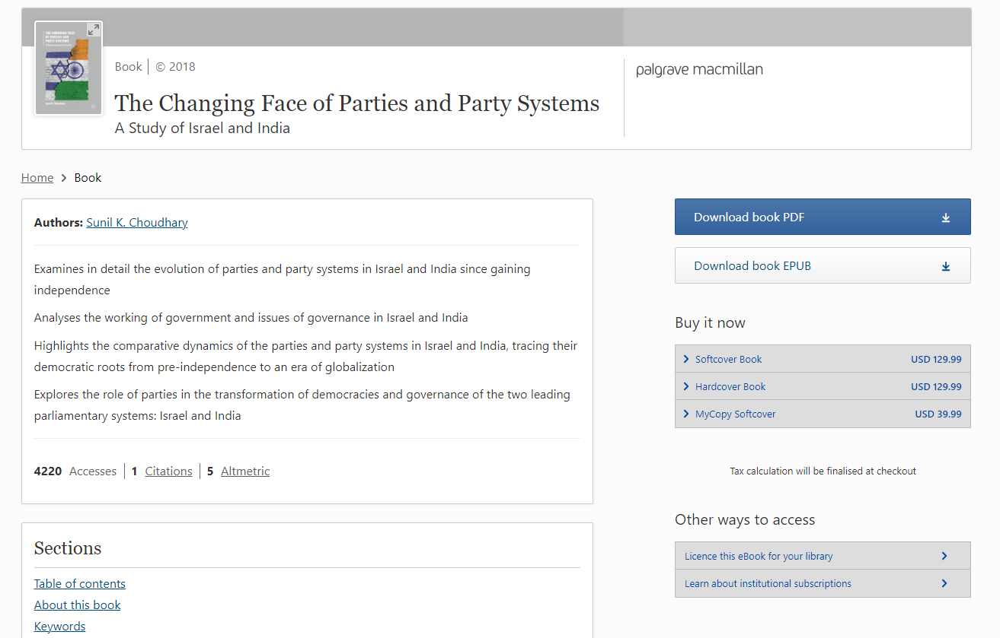 THE CHANGING FACE
OF PARTIES AND
PARTY SYSTEMS
Book
© 2018
The Changing Face of Parties and Party Systems
A Study of Israel and India
palgrave macmillan
Home > Book
Authors: Sunil K. Choudhary
Examines in detail the evolution of parties and party systems in Israel and India since gaining
independence
Analyses the working of government and issues of governance in Israel and India
Highlights the comparative dynamics of the parties and party systems in Israel and India, tracing their
democratic roots from pre-independence to an era of globalization
Explores the role of parties in the transformation of democracies and governance of the two leading
parliamentary systems: Israel and India
4220 Accesses
1 Citations
5 Altmetric
Sections
Table of contents
About this book
Keywords
Download book PDF
Download book EPUB
Buy it now
Softcover Book USD 129.99
Hardcover Book USD 129.99
MyCopy Softcover USD 39.99
Tax calculation will be finalised at checkout
Other ways to access
Licence this eBook for your library
Learn about institutional subscriptions